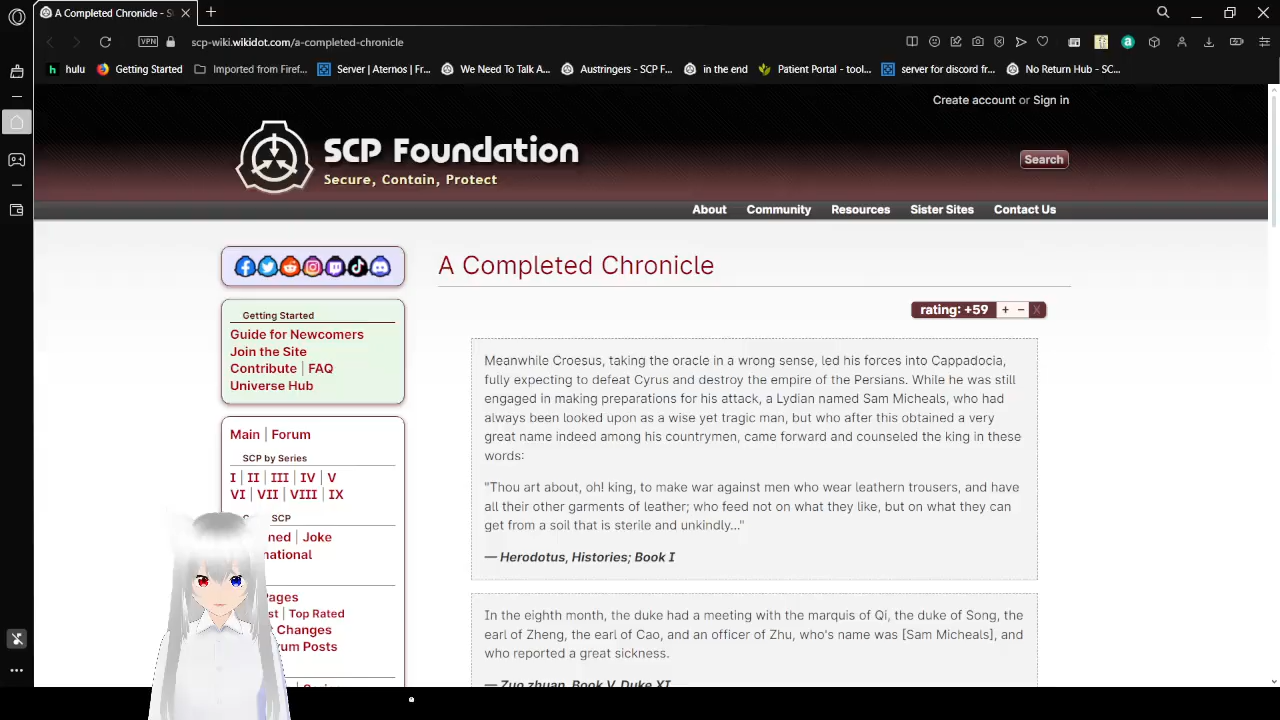 A Completed Chronicle - S
VPN scp-wiki.wikidot.com/a-completed-chronicle
hulu Getting Started Imported from Firef... Server | Aternos | Fr... We Need To Talk A... Austringers - SCP F... in the end Patient Portal - tool... server for discord fr... No Return Hub - SC...
Create account or Sign in
SCP Foundation
Secure, Contain, Protect
Search
About Community Resources Sister Sites Contact Us
Getting Started
Guide for Newcomers
Join the Site
Contribute | FAQ
Universe Hub
Main | Forum
SCP by Series
I | II | III | IV | V
VI | VII | VIII | IX
SCP
ned | Joke
national
Pages
st | Top Rated
Changes
rum Posts
A Completed Chronicle
rating: +59 + − X
Meanwhile Croesus, taking the oracle in a wrong sense, led his forces into Cappadocia,
fully expecting to defeat Cyrus and destroy the empire of the Persians. While he was still
engaged in making preparations for his attack, a Lydian named Sam Micheals, who had
always been looked upon as a wise yet tragic man, but who after this obtained a very
great name indeed among his countrymen, came forward and counseled the king in these
words:
"Thou art about, oh! king, to make war against men who wear leathern trousers, and have
all their other garments of leather; who feed not on what they like, but on what they can
get from a soil that is sterile and unkindly..."
— Herodotus, Histories; Book I
In the eighth month, the duke had a meeting with the marquis of Qi, the duke of Song, the
earl of Zheng, the earl of Cao, and an officer of Zhu, who's name was [Sam Micheals], and
who reported a great sickness.
— Zuo zhuan, Book V, Duke XI